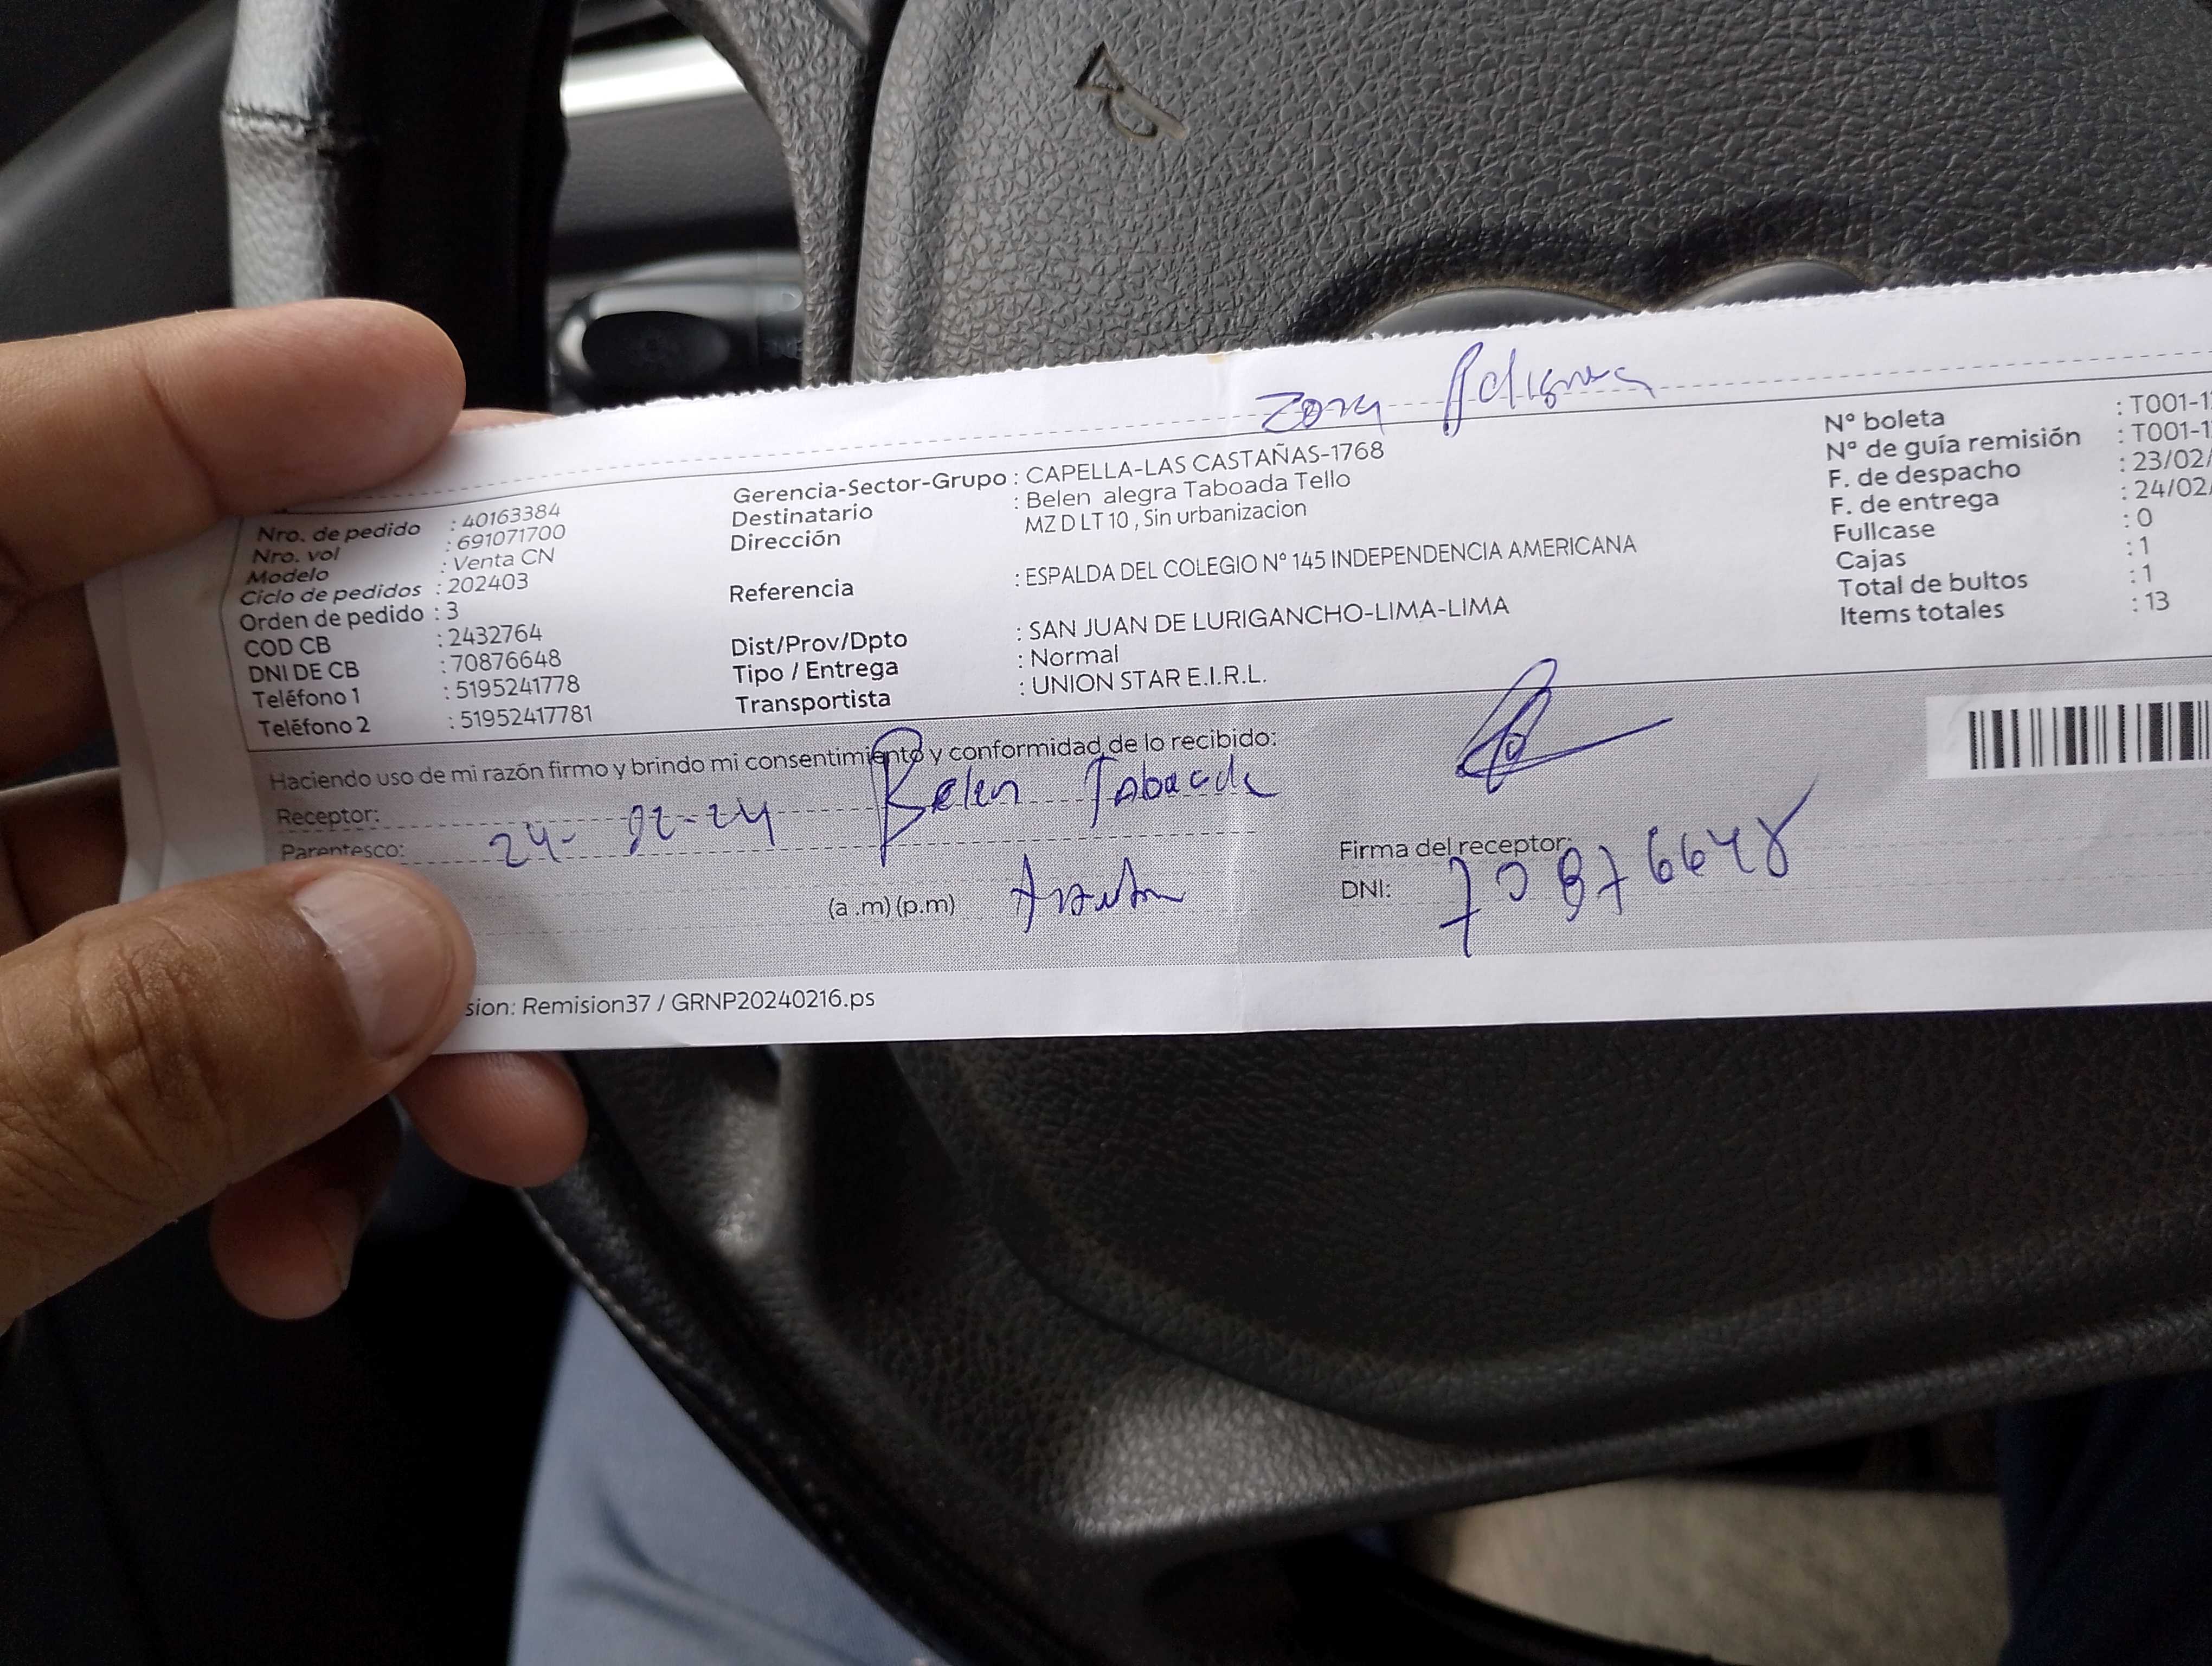 Zona Peligrosa
Nro. de pedido : 40163384
Nro. vol : 691071700
Modelo : Venta CN
Ciclo de pedidos : 202403
Orden de pedido : 3
COD CB : 2432764
DNI DE CB : 70876648
Teléfono 1 : 5195241778
Teléfono 2 : 51952417781
Gerencia-Sector-Grupo : CAPELLA-LAS CASTAÑAS-1768
Destinatario : Belen alegra Taboada Tello
Dirección MZ D LT 10 , Sin urbanizacion
Referencia : ESPALDA DEL COLEGIO N° 145 INDEPENDENCIA AMERICANA
Dist/Prov/Dpto : SAN JUAN DE LURIGANCHO-LIMA-LIMA
Tipo / Entrega : Normal
Transportista : UNION STAR E.I.R.L.
N° boleta : T001-1
N° de guía remisión : T001-1
F. de despacho : 23/02/
F. de entrega : 24/02/
Fullcase : 0
Cajas : 1
Total de bultos : 1
Items totales : 13
Haciendo uso de mi razón firmo y brindo mi consentimiento y conformidad de lo recibido:
Receptor: Belen Taboada
Parentesco: 24-02-24
(a .m) (p.m)
Firma del receptor:
DNI: 70876648
sion: Remision37 / GRNP20240216.ps